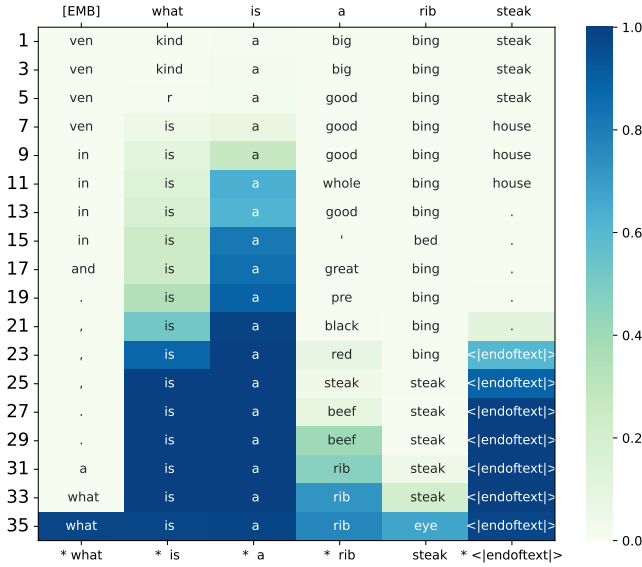 [EMB] what is a rib steak
1 ven kind a big bing steak 1.0
3 ven kind a big bing steak
5 ven r a good bing steak
7 ven is a good bing house 0.8
9 in is a good bing house
11 in is a whole bing house
13 in is a good bing . 0.6
15 in is a ' bed .
17 and is a great bing .
19 . is a pre bing .
21 , is a black bing . 0.4
23 , is a red bing <|endoftext|>
25 , is a steak steak <|endoftext|>
27 . is a beef steak <|endoftext|>
29 . is a beef steak <|endoftext|> 0.2
31 a is a rib steak <|endoftext|>
33 what is a rib steak <|endoftext|>
35 what is a rib eye <|endoftext|> 0.0
* what * is * a * rib steak * <|endoftext|>